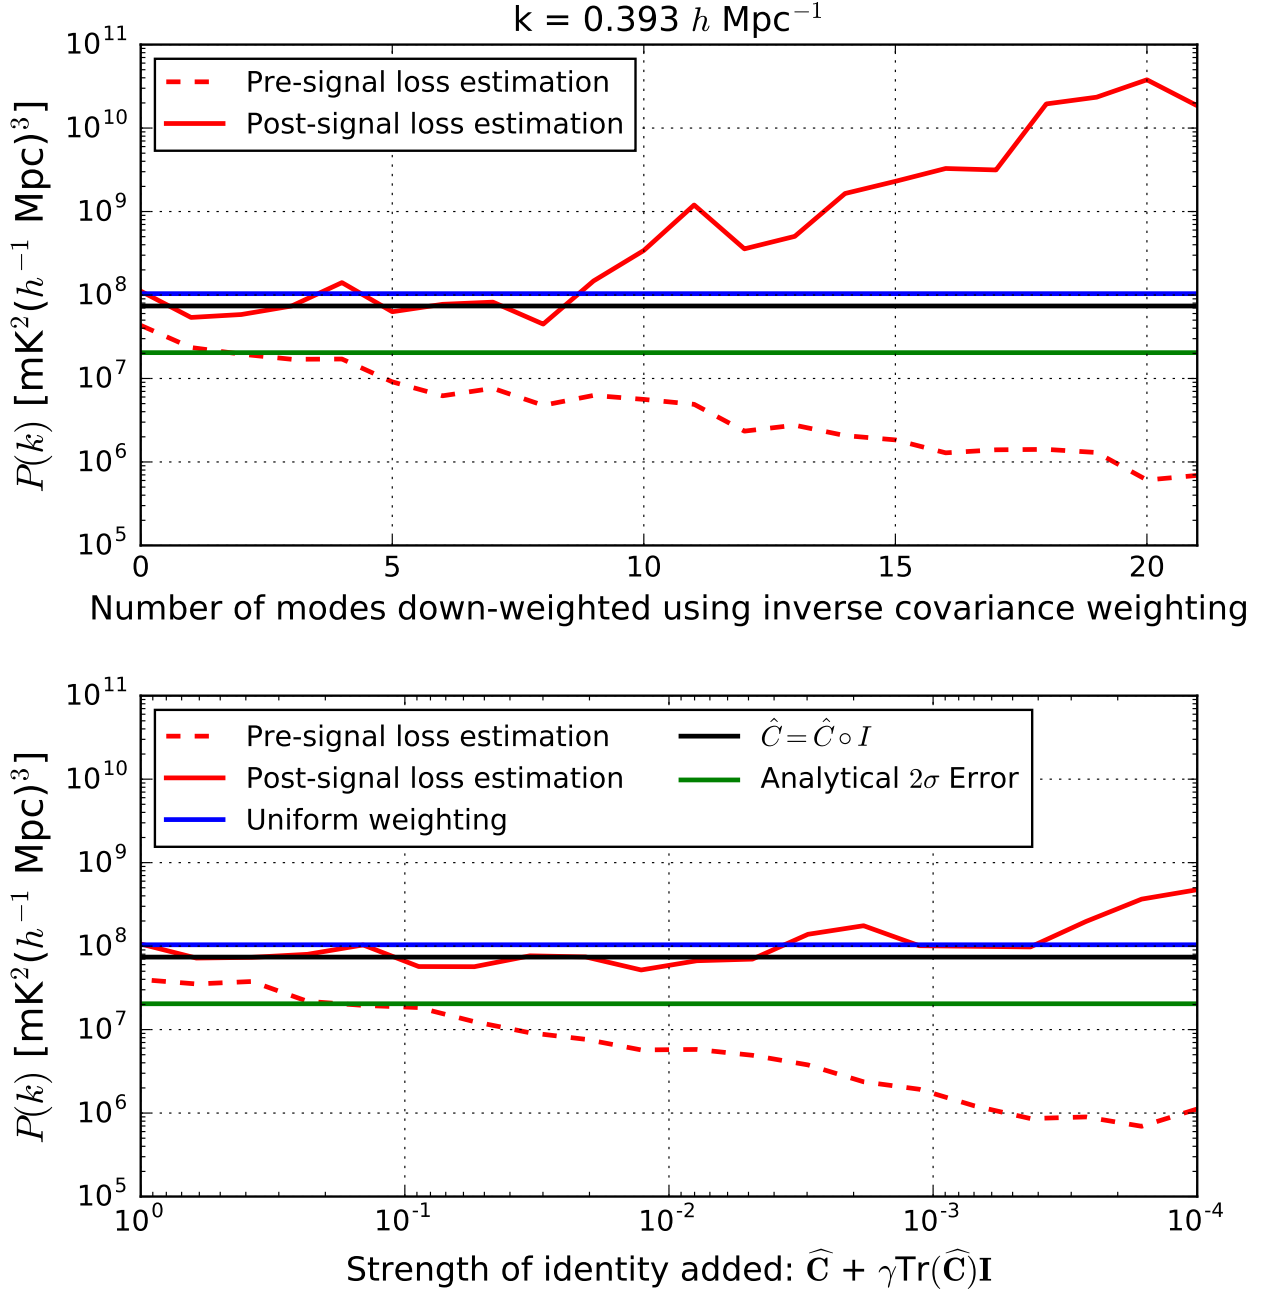 k = 0.393 h Mpc⁻¹
10¹¹
10¹⁰
10⁹
10⁸
10⁷
10⁶
10⁵
P(k) [mK²(h⁻¹ Mpc)³]
Pre-signal loss estimation
Post-signal loss estimation
0 5 10 15 20
Number of modes down-weighted using inverse covariance weighting
10¹¹
10¹⁰
10⁹
10⁸
10⁷
10⁶
10⁵
P(k) [mK²(h⁻¹ Mpc)³]
Pre-signal loss estimation
Post-signal loss estimation
Uniform weighting
Ĉ = Ĉ ∘ I
Analytical 2σ Error
10⁰ 10⁻¹ 10⁻² 10⁻³ 10⁻⁴
Strength of identity added: Ĉ + γTr(Ĉ)I